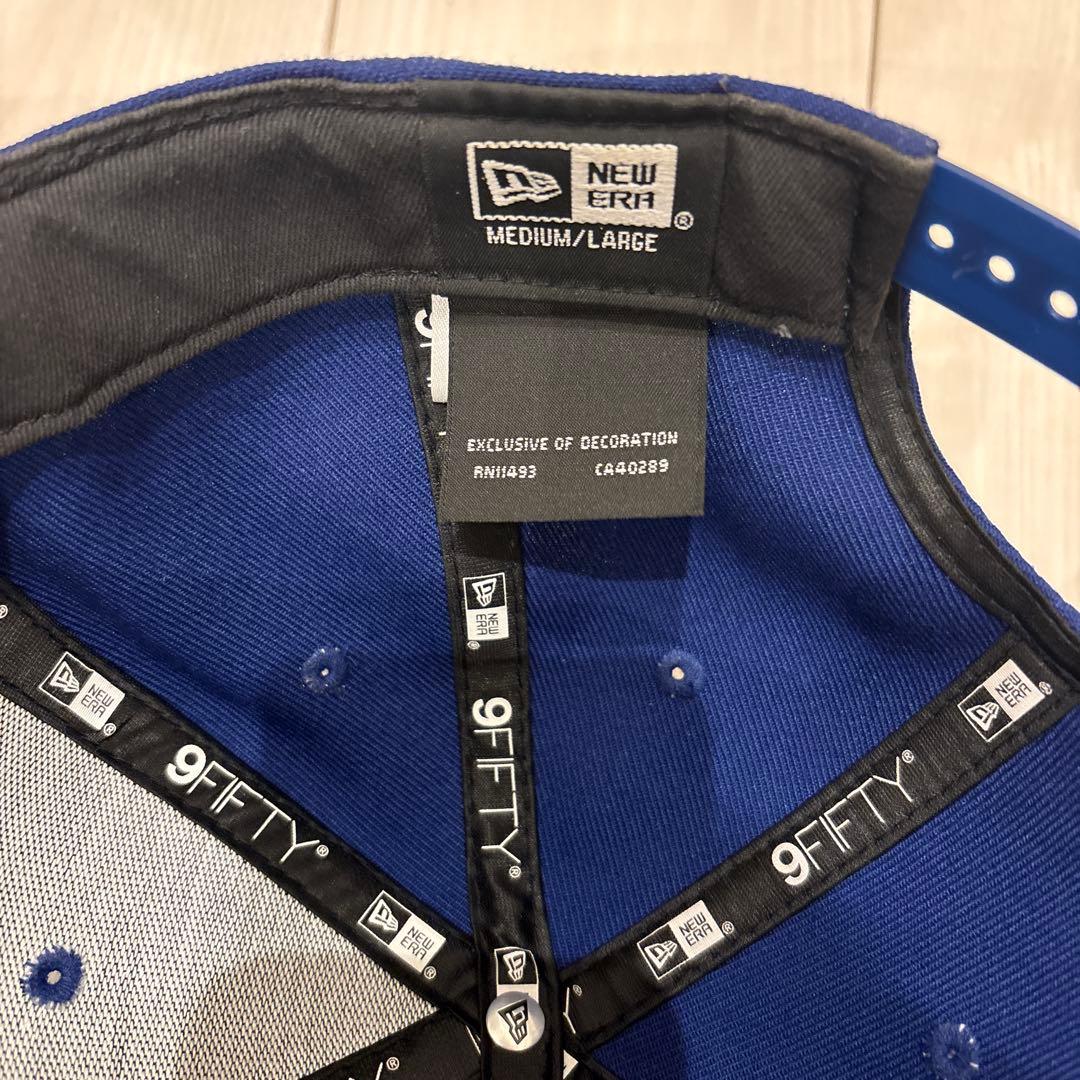 NEW
ERA
®
MEDIUM/LARGE
EXCLUSIVE OF DECORATION
RN11493 CA40289
NEW
ERA
®
9FIFTY®
NEW
ERA
®
NEW
ERA
®
9FIFTY®
NEW
ERA
®
9FIFTY®
NEW
ERA
®